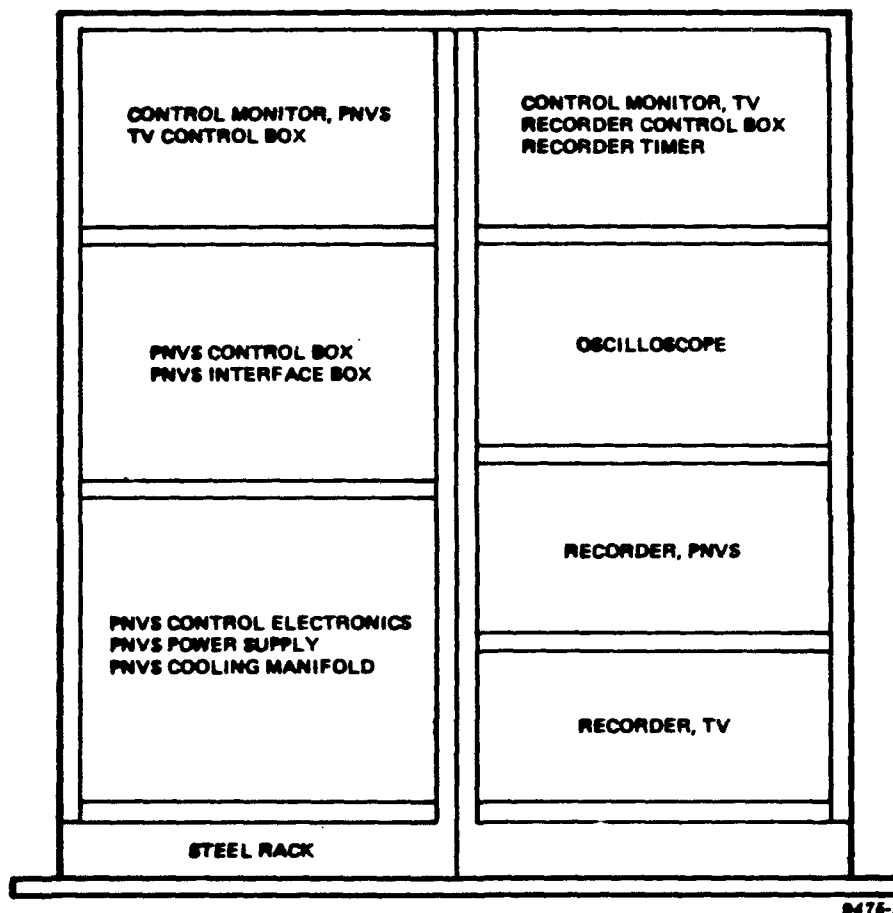 CONTROL MONITOR, PNVS
TV CONTROL BOX
CONTROL MONITOR, TV
RECORDER CONTROL BOX
RECORDER TIMER
PNVS CONTROL BOX
PNVS INTERFACE BOX
OSCILLOSCOPE
RECORDER, PNVS
PNVS CONTROL ELECTRONICS
PNVS POWER SUPPLY
PNVS COOLING MANIFOLD
RECORDER, TV
STEEL RACK